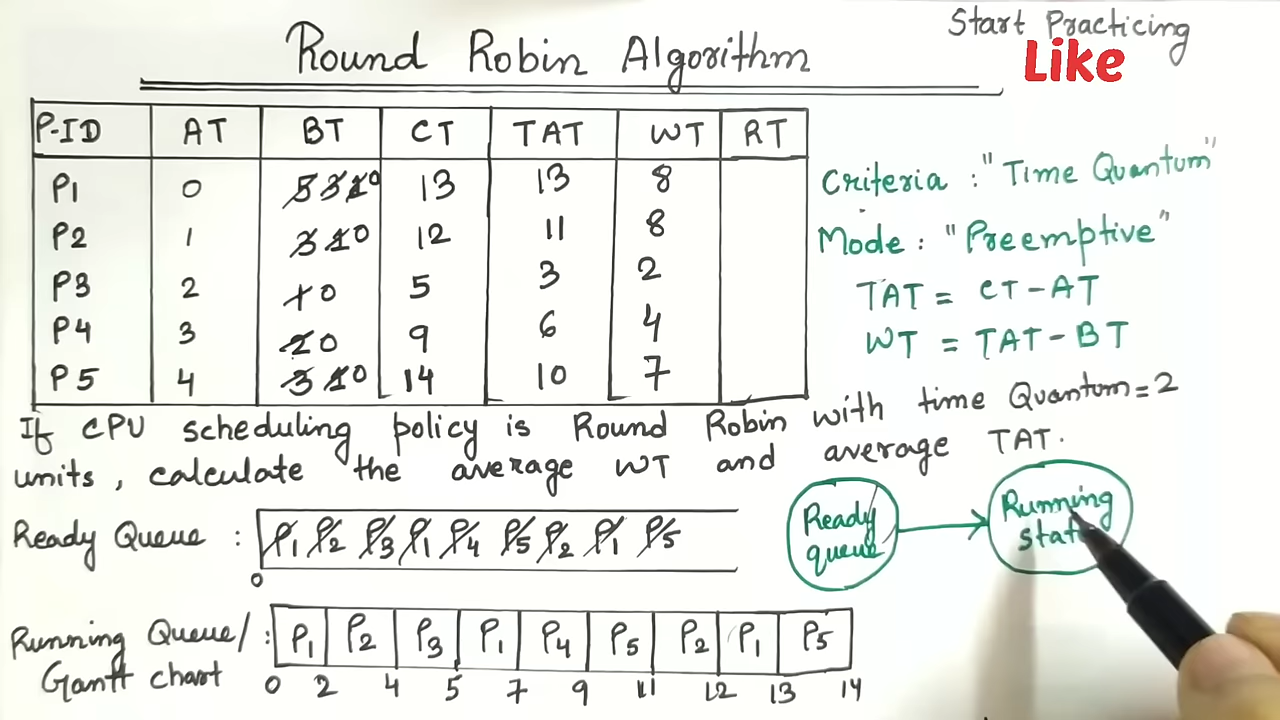 Start Practicing
Like
Round Robin Algorithm
P-ID AT BT CT TAT WT RT
P1 0 5 3 1 0 13 13 8
P2 1 3 1 0 12 11 8
P3 2 1 0 5 3 2
P4 3 2 0 9 6 4
P5 4 3 1 0 14 10 7
Criteria : "Time Quantum"
Mode : "Preemptive"
TAT = CT - AT
WT = TAT - BT
If CPU scheduling policy is Round Robin with time Quantum = 2
units, calculate the average WT and average TAT.
Ready Queue : P1 P2 P3 P1 P4 P5 P2 P1 P5
0
Ready queue
Running state
Running Queue/ : P1 P2 P3 P1 P4 P5 P2 P1 P5
Gantt chart 0 2 4 5 7 9 11 12 13 14